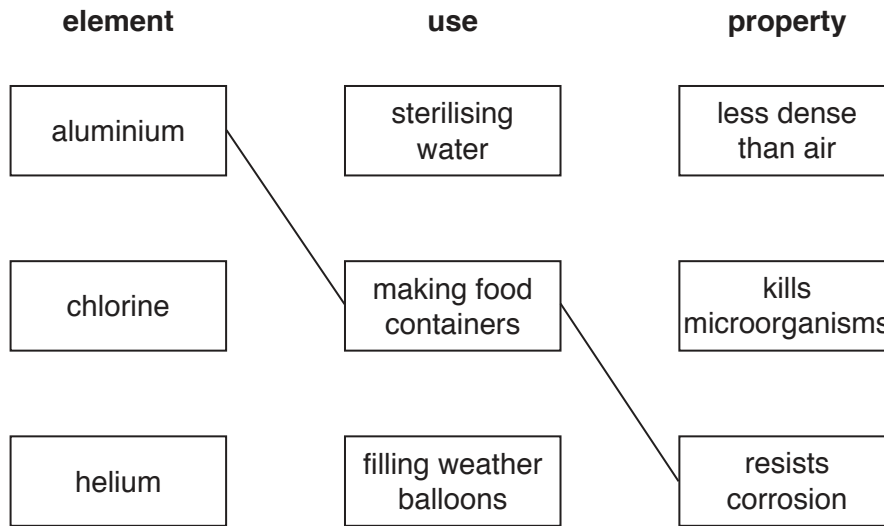 element use property
aluminium
sterilising
water
less dense
than air
chlorine
making food
containers
kills
microorganisms
helium
filling weather
balloons
resists
corrosion